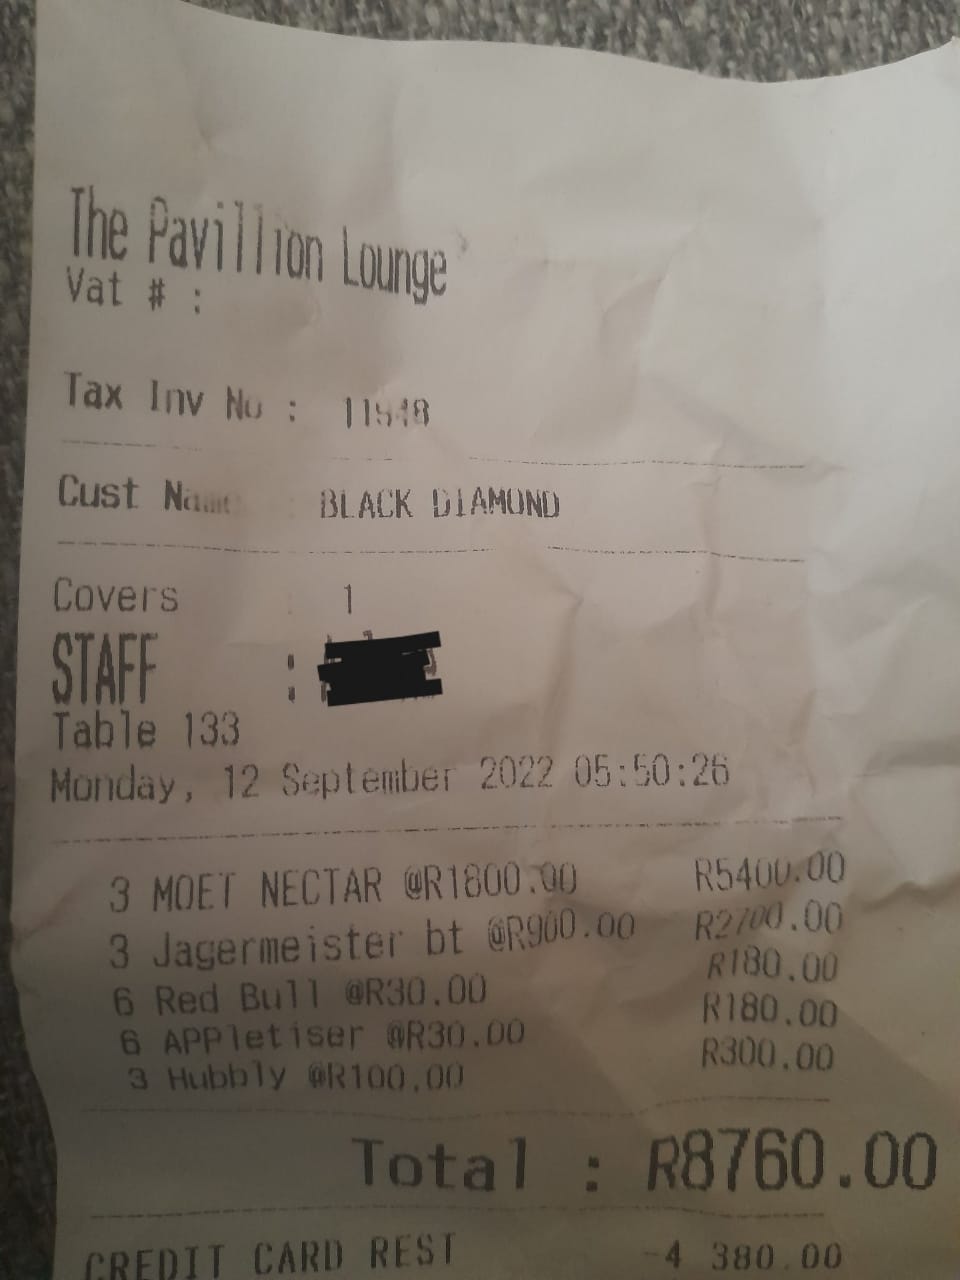 The Pavillion Lounge
Vat # :
Tax Inv No : 11948
Cust Name : BLACK DIAMOND
Covers : 1
STAFF :
Table 133
Monday, 12 September 2022 05:50:26
3 MOET NECTAR @R1800.00 R5400.00
3 Jagermeister bt @R900.00 R2700.00
6 Red Bull @R30.00 R180.00
6 APPletiser @R30.00 R180.00
3 Hubbly @R100.00 R300.00
Total : R8760.00
CREDIT CARD REST -4 380.00